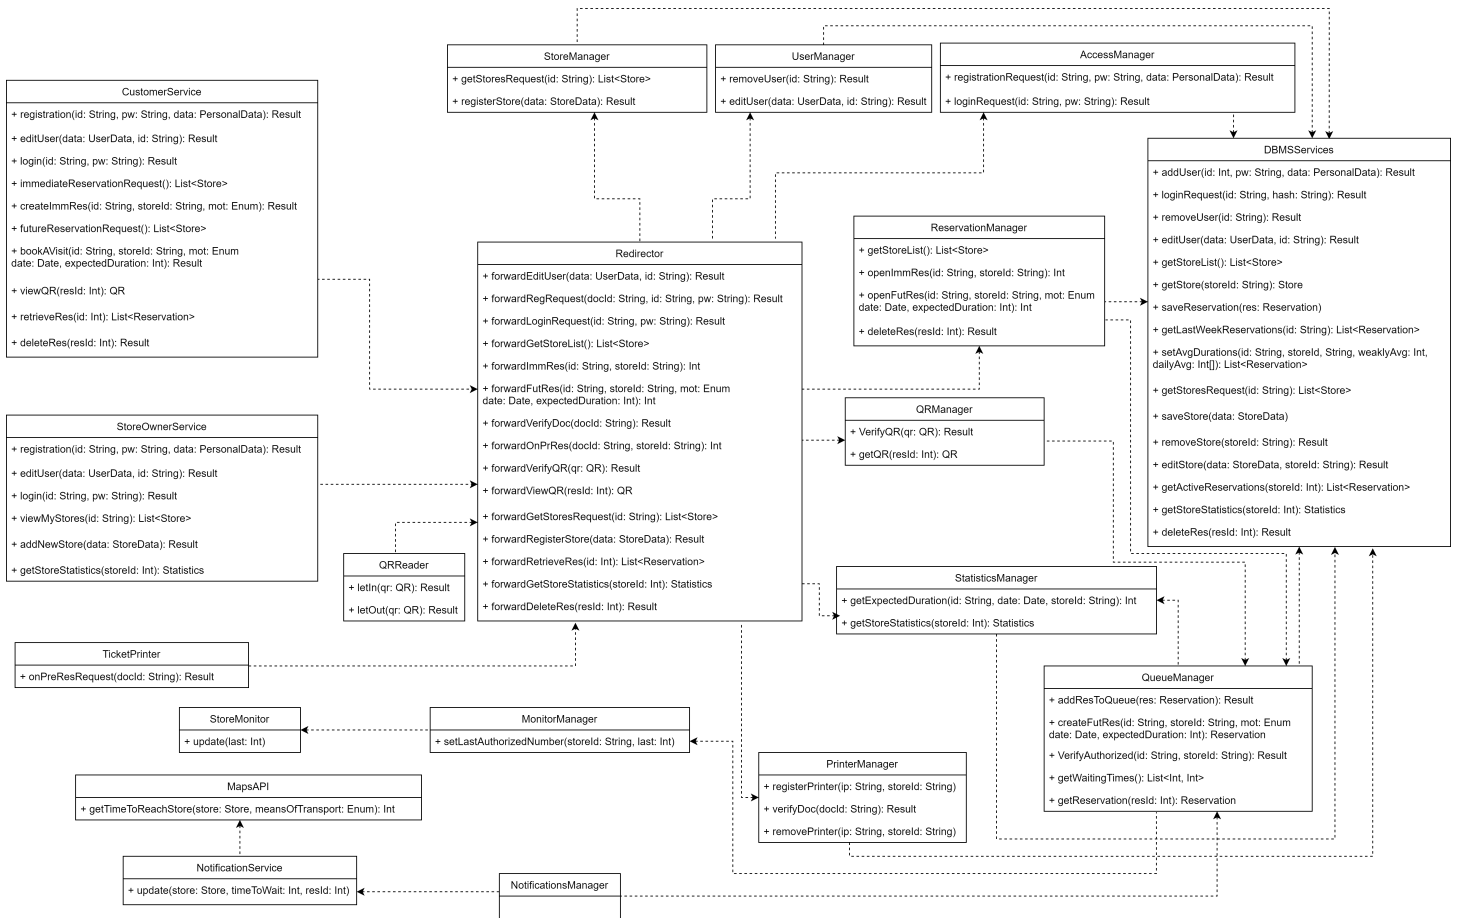 StoreManager
+ getStoresRequest(id: String): List<Store>
+ registerStore(data: StoreData): Result
UserManager
+ removeUser(id: String): Result
+ editUser(data: UserData, id: String): Result
AccessManager
+ registrationRequest(id: String, pw: String, data: PersonalData): Result
+ loginRequest(id: String, pw: String): Result
CustomerService
+ registration(id: String, pw: String, data: PersonalData): Result
+ editUser(data: UserData, id: String): Result
+ login(id: String, pw: String): Result
+ immediateReservationRequest(): List<Store>
+ createImmRes(id: String, storeId: String, mot: Enum): Result
+ futureReservationRequest(): List<Store>
+ bookAVisit(id: String, storeId: String, mot: Enum
date: Date, expectedDuration: Int): Result
+ viewQR(resId: Int): QR
+ retrieveRes(id: Int): List<Reservation>
+ deleteRes(resId: Int): Result
DBMSServices
+ addUser(id: Int, pw: String, data: PersonalData): Result
+ loginRequest(id: String, hash: String): Result
+ removeUser(id: String): Result
+ editUser(data: UserData, id: String): Result
+ getStoreList(): List<Store>
+ getStore(storeId: String): Store
+ saveReservation(res: Reservation)
+ getLastWeekReservations(id: String): List<Reservation>
+ setAvgDurations(id: String, storeId, String, weaklyAvg: Int,
dailyAvg: Int[]): List<Reservation>
+ getStoresRequest(id: String): List<Store>
+ saveStore(data: StoreData)
+ removeStore(storeId: String): Result
+ editStore(data: StoreData, storeId: String): Result
+ getActiveReservations(storeId: Int): List<Reservation>
+ getStoreStatistics(storeId: Int): Statistics
+ deleteRes(resId: Int): Result
ReservationManager
+ getStoreList(): List<Store>
+ openImmRes(id: String, storeId: String): Int
+ openFutRes(id: String, storeId: String, mot: Enum
date: Date, expectedDuration: Int): Int
+ deleteRes(resId: Int): Result
Redirector
+ forwardEditUser(data: UserData, id: String): Result
+ forwardRegRequest(docId: String, id: String, pw: String): Result
+ forwardLoginRequest(id: String, pw: String): Result
+ forwardGetStoreList(): List<Store>
+ forwardImmRes(id: String, storeId: String): Int
+ forwardFutRes(id: String, storeId: String, mot: Enum
date: Date, expectedDuration: Int): Int
+ forwardVerifyDoc(docId: String): Result
+ forwardOnPrRes(docId: String, storeId: String): Int
+ forwardVerifyQR(qr: QR): Result
+ forwardViewQR(resId: Int): QR
+ forwardGetStoresRequest(id: String): List<Store>
+ forwardRegisterStore(data: StoreData): Result
+ forwardRetrieveRes(id: Int): List<Reservation>
+ forwardGetStoreStatistics(storeId: Int): Statistics
+ forwardDeleteRes(resId: Int): Result
QRManager
+ VerifyQR(qr: QR): Result
+ getQR(resId: Int): QR
StoreOwnerService
+ registration(id: String, pw: String, data: PersonalData): Result
+ editUser(data: UserData, id: String): Result
+ login(id: String, pw: String): Result
+ viewMyStores(id: String): List<Store>
+ addNewStore(data: StoreData): Result
+ getStoreStatistics(storeId: Int): Statistics
QRReader
+ letIn(qr: QR): Result
+ letOut(qr: QR): Result
StatisticsManager
+ getExpectedDuration(id: String, date: Date, storeId: String): Int
+ getStoreStatistics(storeId: Int): Statistics
TicketPrinter
+ onPreResRequest(docId: String): Result
QueueManager
+ addResToQueue(res: Reservation): Result
+ createFutRes(id: String, storeId: String, mot: Enum
date: Date, expectedDuration: Int): Reservation
+ VerifyAuthorized(id: String, storeId: String): Result
+ getWaitingTimes(): List<Int, Int>
+ getReservation(resId: Int): Reservation
StoreMonitor
+ update(last: Int)
MonitorManager
+ setLastAuthorizedNumber(storeId: String, last: Int)
PrinterManager
+ registerPrinter(ip: String, storeId: String)
+ verifyDoc(docId: String): Result
+ removePrinter(ip: String, storeId: String)
MapsAPI
+ getTimeToReachStore(store: Store, meansOfTransport: Enum): Int
NotificationService
+ update(store: Store, timeToWait: Int, resId: Int)
NotificationsManager